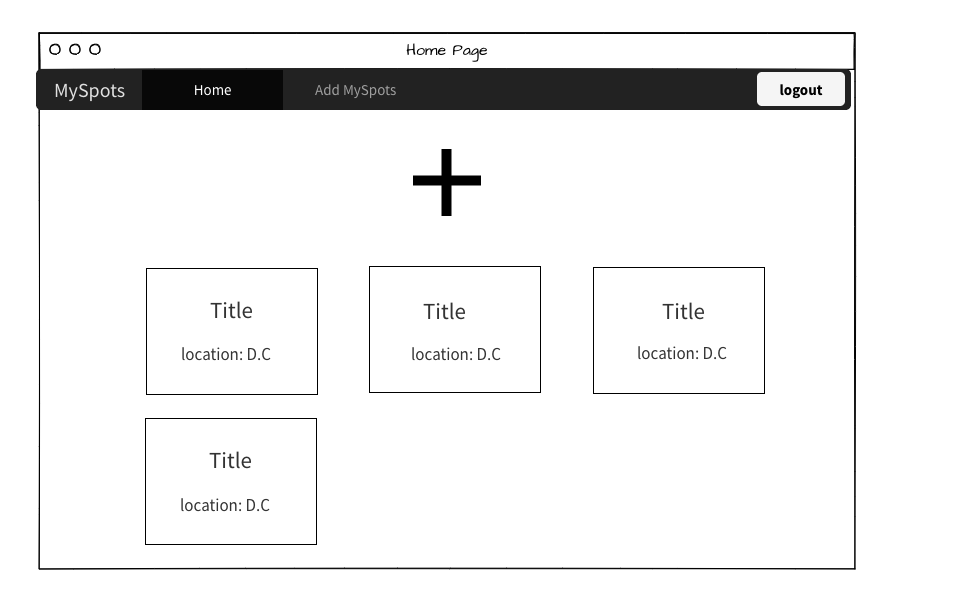 Home Page
MySpots Home Add MySpots logout
Title Title Title
location: D.C location: D.C location: D.C
Title
location: D.C